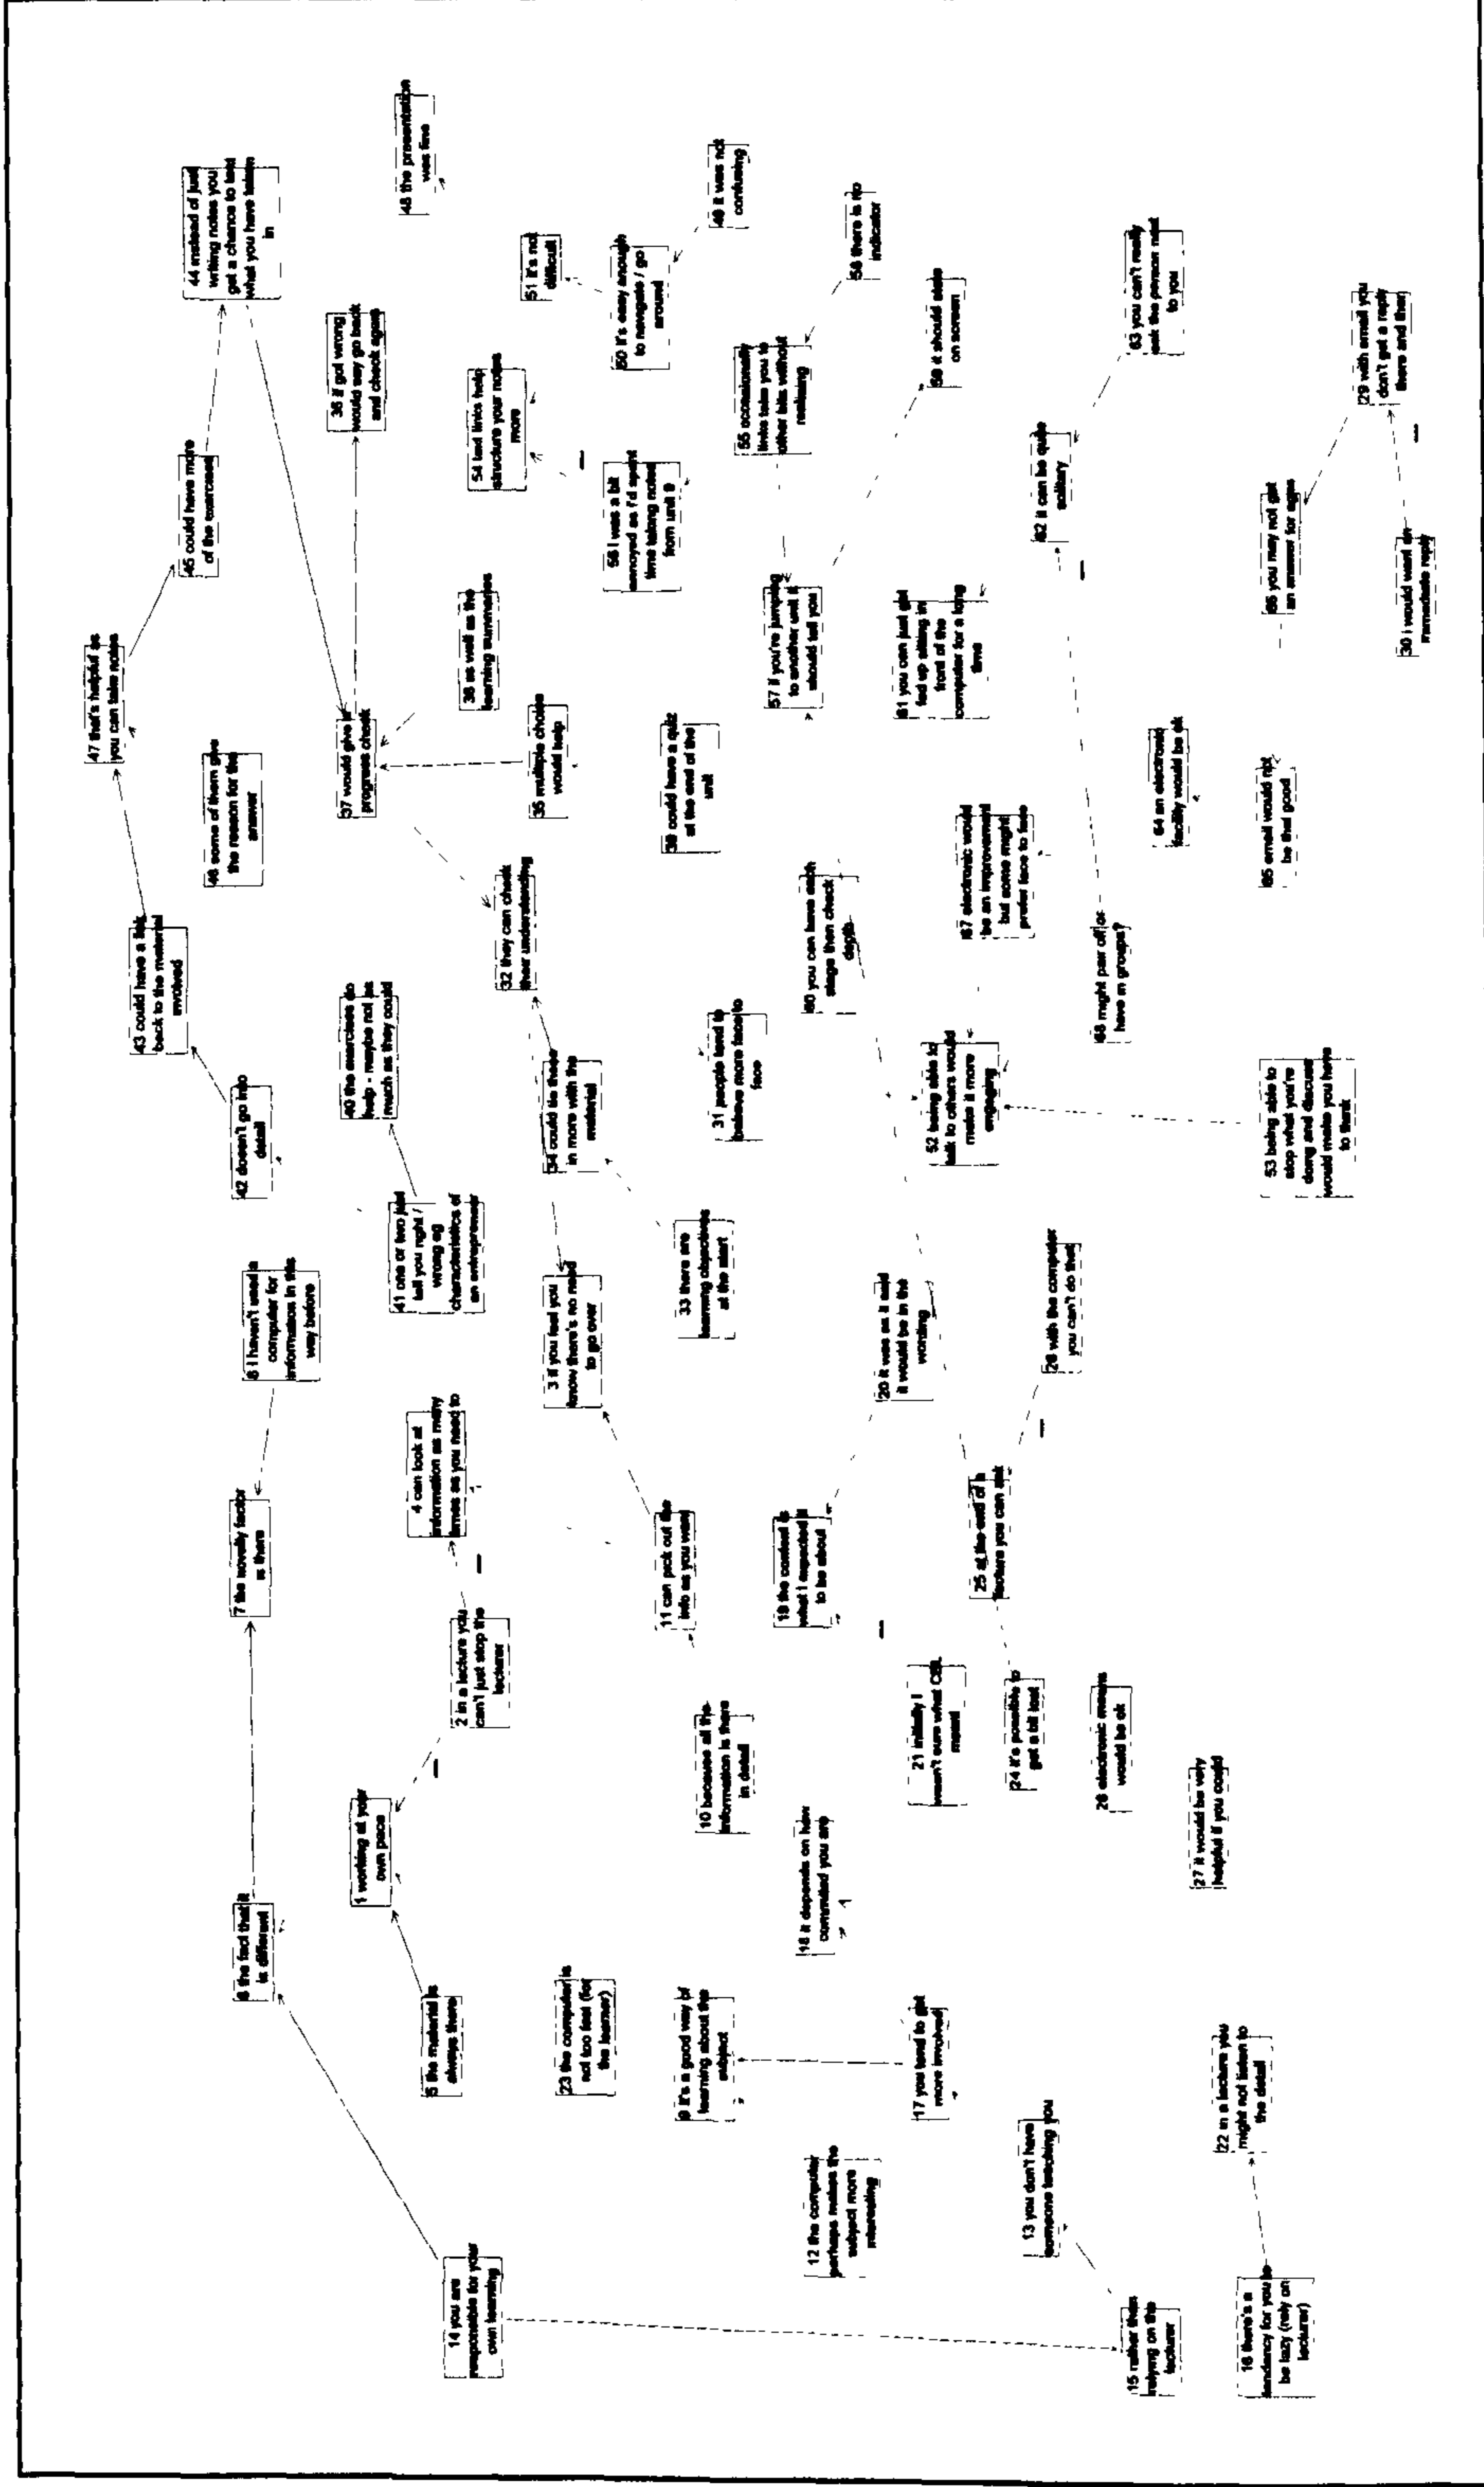 47 that's helpful as
you can take notes
43 could have a link
back to the material
involved
45 could have more
of the exercises
44 instead of just
writing notes you
get a chance to test
what you have taken
in
6 the fact that it
is different
7 the novelty factor
is there
8 I haven't used a
computer for
information in this
way before
42 doesn't go into
detail
46 some of them give
the reason for the
answer
1 working at your
own pace
40 the exercises do
help - maybe not as
much as they could
37 would give a
progress check
38 if got wrong
would say go back
and check again
48 the presentation
was fine
14 you are
responsible for your
own learning
5 the material is
always there
2 in a lecture you
can't just stop the
lecturer
4 can look at
information as many
times as you need to
41 one or two just
tell you right /
wrong eg
characteristics of
an entrepreneur
32 they can check
their understanding
36 as well as the
learning summaries
54 text links help
structure your notes
more
51 it's not
difficult
23 the computer is
not too fast (for
the learner)
3 if you feel you
know there's no need
to go over
34 could tie these
in more with the
material
35 multiple choice
would help
56 I was a bit
annoyed as I'd spent
time taking notes
from unit 9
50 it's easy enough
to navigate / go
around
9 it's a good way of
learning about the
subject
10 because all the
information is there
in detail
11 can pick out the
info as you want
33 there are
learning objectives
at the start
31 people tend to
believe more face to
face
39 could have a quiz
at the end of the
unit
49 it was not
confusing
12 the computer
perhaps makes the
subject more
interesting
18 it depends on how
committed you are
19 the content is
what I expected it
to be about
60 you can have each
stage then check
depth
57 if you're jumping
to another unit it
should tell you
55 occasionally
links take you to
other bits without
realising
58 there is no
indicator
17 you tend to get
more involved
21 initially I
wasn't sure what CBL
meant
20 it was as it said
it would be in the
wording
52 being able to
talk to others would
make it more
engaging
67 electronic would
be an improvement
but some might
prefer face to face
61 you can just get
fed up sitting in
front of the
computer for a long
time
59 it should state
on screen
13 you don't have
someone teaching you
24 it's possible to
get a bit lost
25 at the end of a
lecture you can ask
26 with the computer
you can't do that
62 it can be quite
solitary
15 rather than
relying on the
lecturer
28 electronic means
would be ok
68 might pair off or
have in groups?
64 an electronic
facility would be ok
63 you can't really
ask the person next
to you
16 there's a
tendency for you to
be lazy (rely on
lecturer)
22 in a lecture you
might not listen to
the detail
27 it would be very
helpful if you could
53 being able to
stop what you're
doing and discuss
would make you have
to think
65 email would not
be that good
66 you may not get
an answer for ages
29 with email you
don't get a reply
there and then
30 I would want an
immediate reply